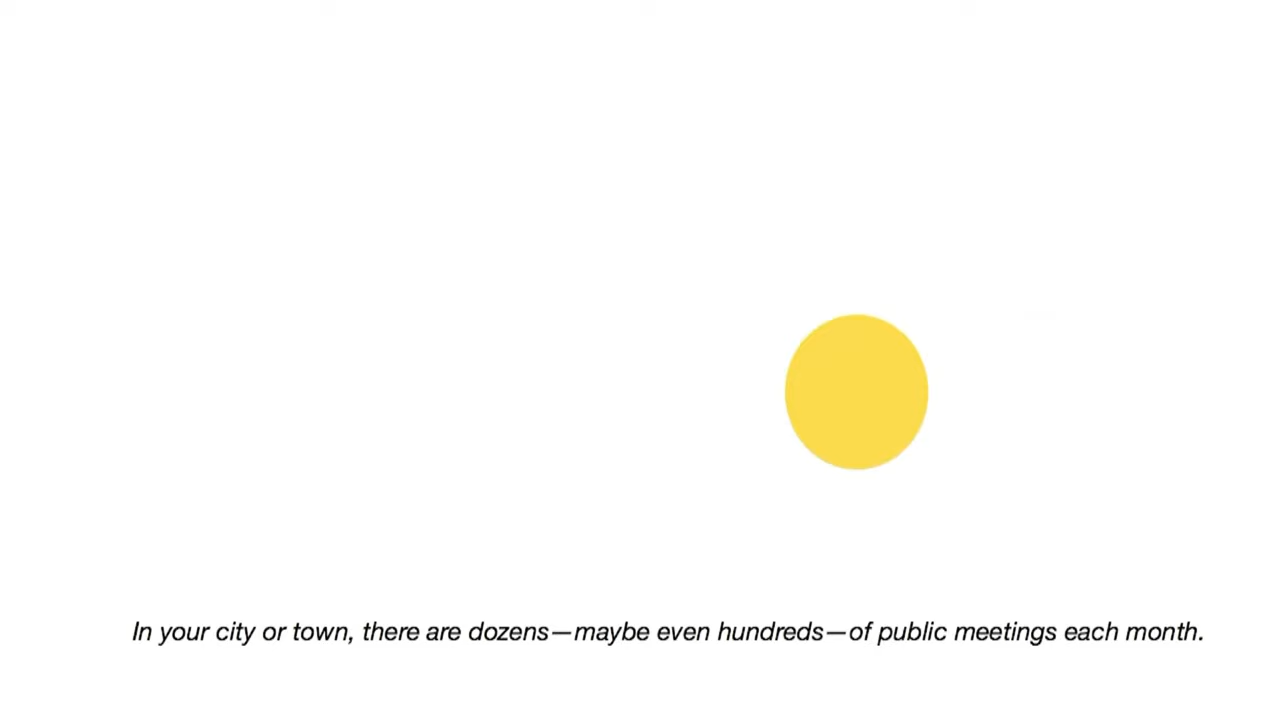 In your city or town, there are dozens—maybe even hundreds—of public meetings each month.